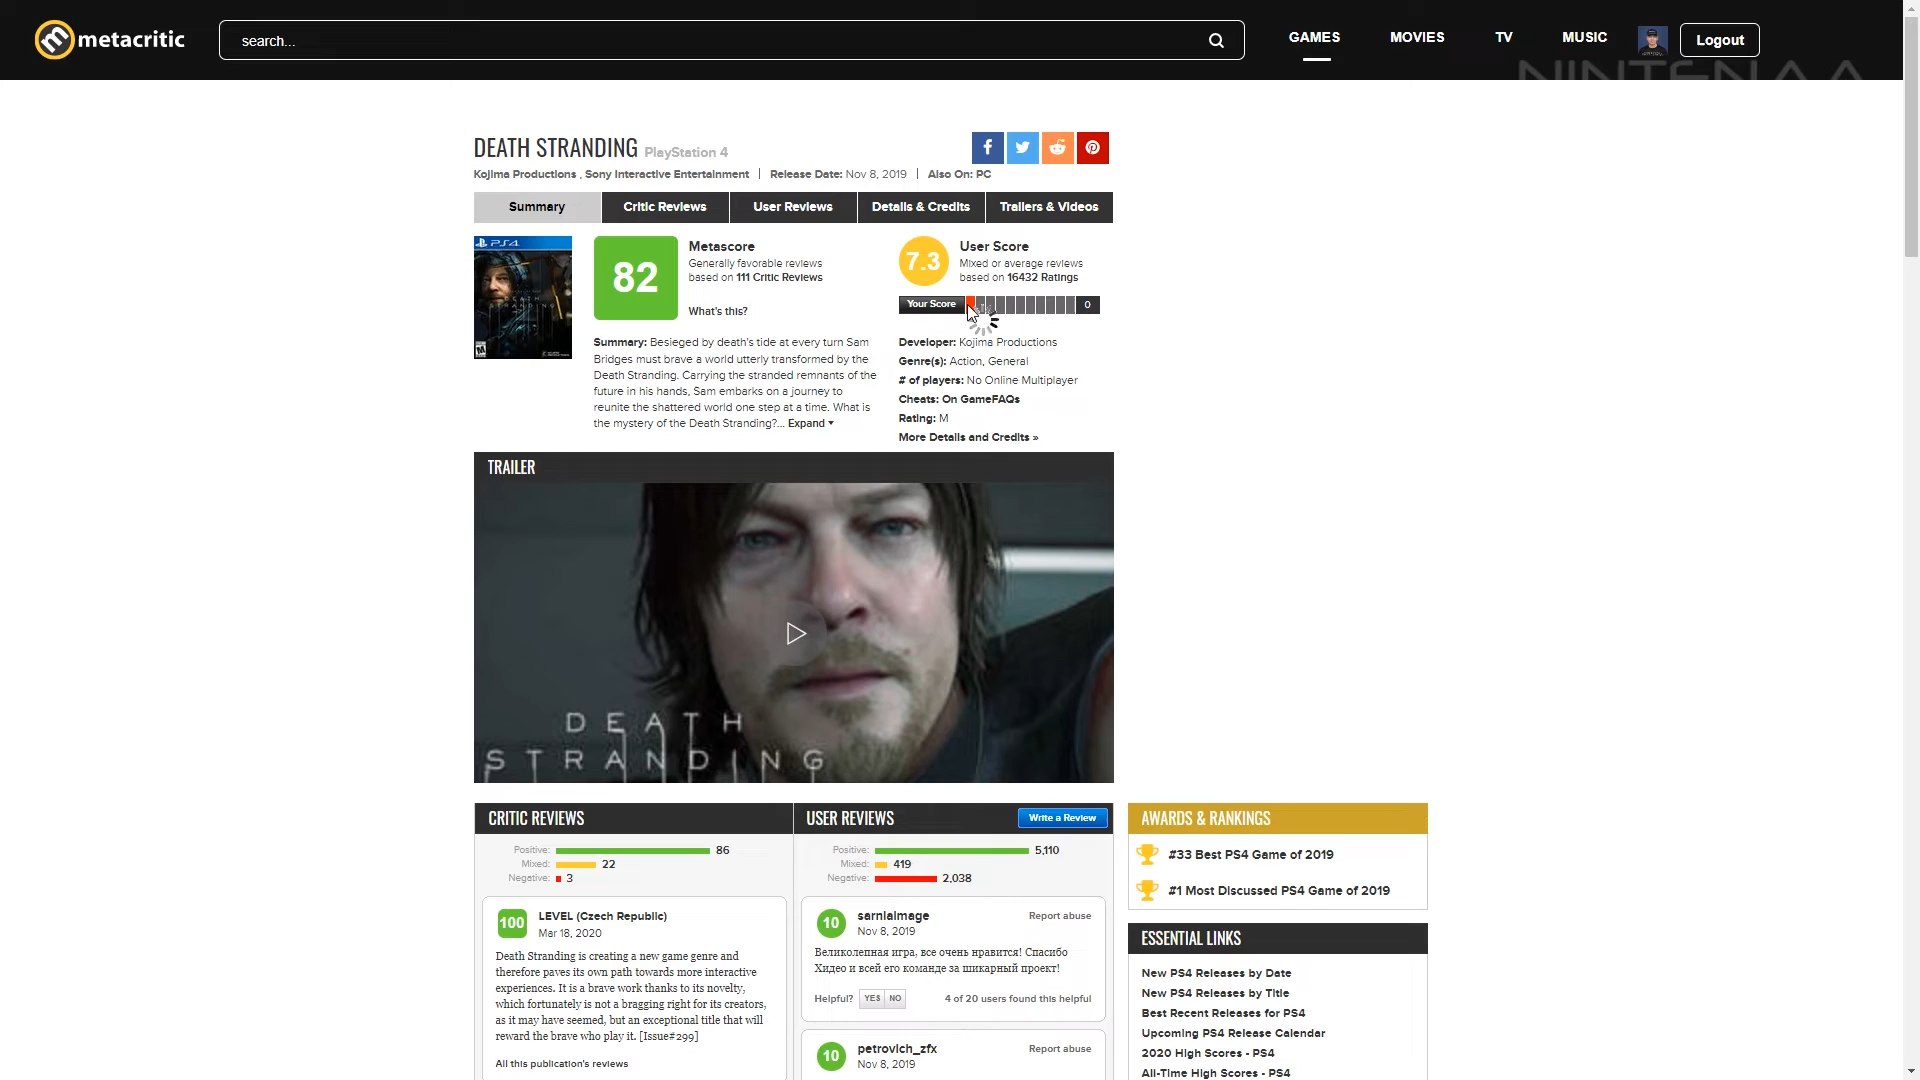 metacritic
search...
GAMES
MOVIES
TV
MUSIC
Logout
NINTENAA
DEATH STRANDING PlayStation 4
Kojima Productions , Sony Interactive Entertainment | Release Date: Nov 8, 2019 | Also On: PC
Summary
Critic Reviews
User Reviews
Details & Credits
Trailers & Videos
PS4
DEATH
STRANDING
82
Metascore
Generally favorable reviews
based on 111 Critic Reviews
What's this?
7.3
User Score
Mixed or average reviews
based on 16432 Ratings
Your Score
0
Summary: Besieged by death's tide at every turn Sam
Bridges must brave a world utterly transformed by the
Death Stranding. Carrying the stranded remnants of the
future in his hands, Sam embarks on a journey to
reunite the shattered world one step at a time. What is
the mystery of the Death Stranding?... Expand
Developer: Kojima Productions
Genre(s): Action, General
# of players: No Online Multiplayer
Cheats: On GameFAQs
Rating: M
More Details and Credits »
TRAILER
DEATH
STRANDING
CRITIC REVIEWS
Positive: 86
Mixed: 22
Negative: 3
100
LEVEL (Czech Republic)
Mar 18, 2020
Death Stranding is creating a new game genre and
therefore paves its own path towards more interactive
experiences. It is a brave work thanks to its novelty,
which fortunately is not a bragging right for its creators,
as it may have seemed, but an exceptional title that will
reward the brave who play it. [Issue#299]
All this publication's reviews
USER REVIEWS
Write a Review
Positive: 5,110
Mixed: 419
Negative: 2,038
10
sarniaimage
Report abuse
Nov 8, 2019
Великолепная игра, все очень нравится! Спасибо
Хидео и всей его команде за шикарный проект!
Helpful? YES NO
4 of 20 users found this helpful
10
petrovich_zfx
Report abuse
Nov 8, 2019
AWARDS & RANKINGS
#33 Best PS4 Game of 2019
#1 Most Discussed PS4 Game of 2019
ESSENTIAL LINKS
New PS4 Releases by Date
New PS4 Releases by Title
Best Recent Releases for PS4
Upcoming PS4 Release Calendar
2020 High Scores - PS4
All-Time High Scores - PS4